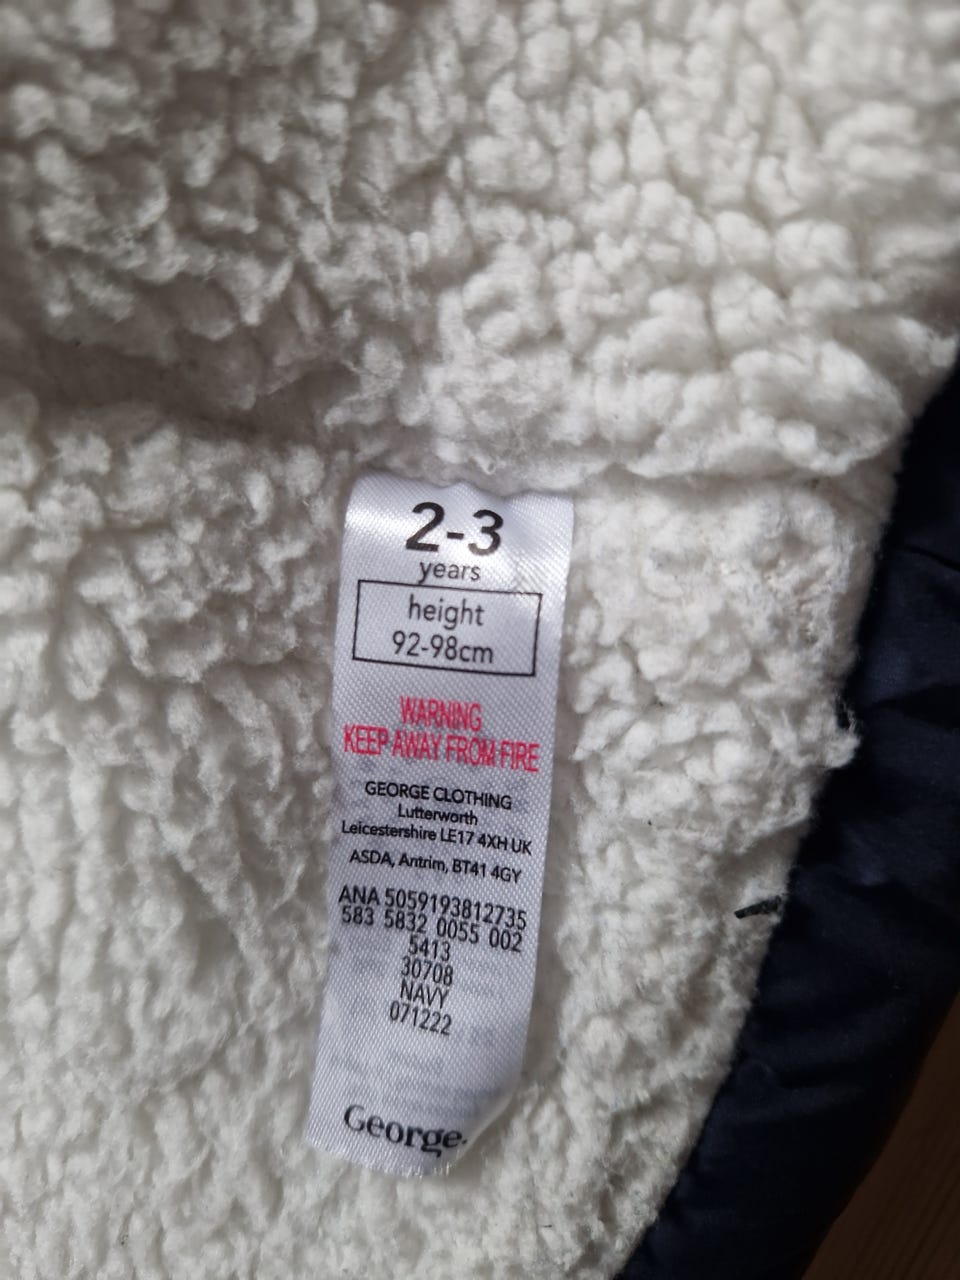 2-3
years
height
92-98cm
WARNING
KEEP AWAY FROM FIRE
GEORGE CLOTHING
Lutterworth
Leicestershire LE17 4XH UK
ASDA, Antrim, BT41 4GY
ANA 5059193812735
583 5832 0055 002
5413
30708
NAVY
071222
George.